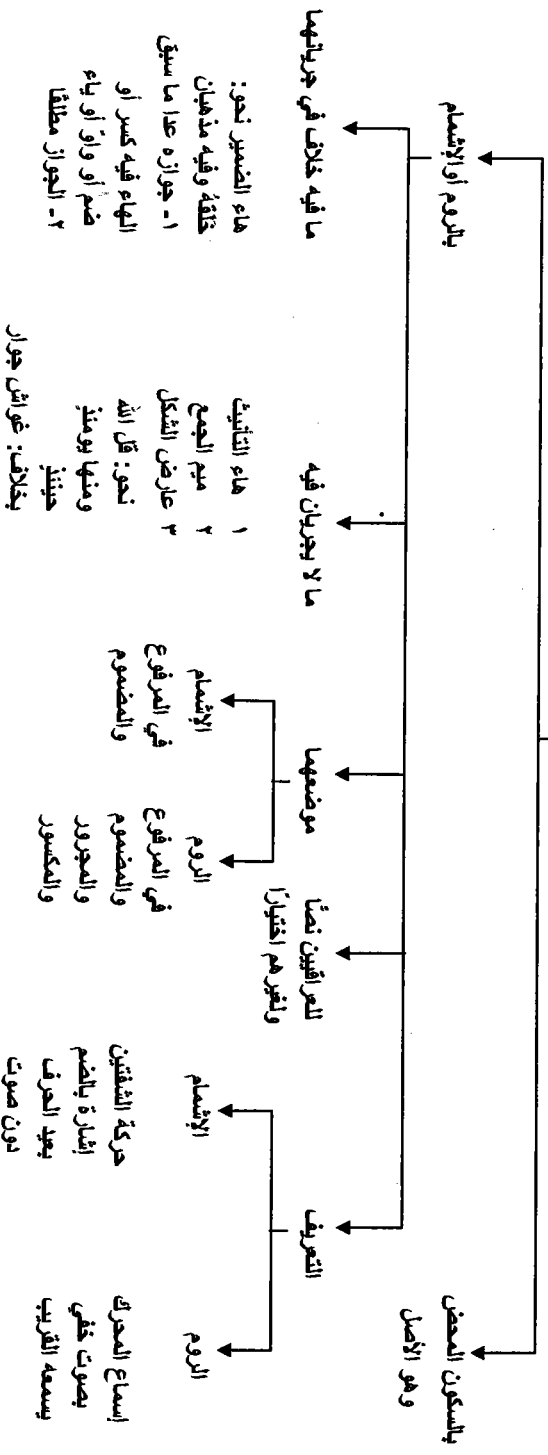 بالسكون المحض
وهو الأصل
بالروم أو الإشمام
التعريف
الروم
إسماع المحرك
بصوت خفي
يسمعه القريب
الإشمام
حركة الشفتين
إشارة بالضم
بعيد الحرف
دون صوت
للعراقيين نصًا
ولغيرهم اختيارًا
موضعهما
الروم
في المرفوع
والمضموم
والمجرور
والمكسور
الإشمام
في المرفوع
والمضموم
ما لا يجريان فيه
١ هاء التأنيث
٢ ميم الجمع
٣ عارض الشكل
نحو: قل الله
ومنها يومئذٍ
حينئذٍ
بخلاف: غواش جوار
ما فيه خلاف في جريانهما
هاء الضمير نحو:
خلقهُ وفيه مذهبان
١- جوازه عدا ما سبق
الهاء فيه كسر أو
ضم أو واوٌ أو ياء
٢- الجواز مطلقًا